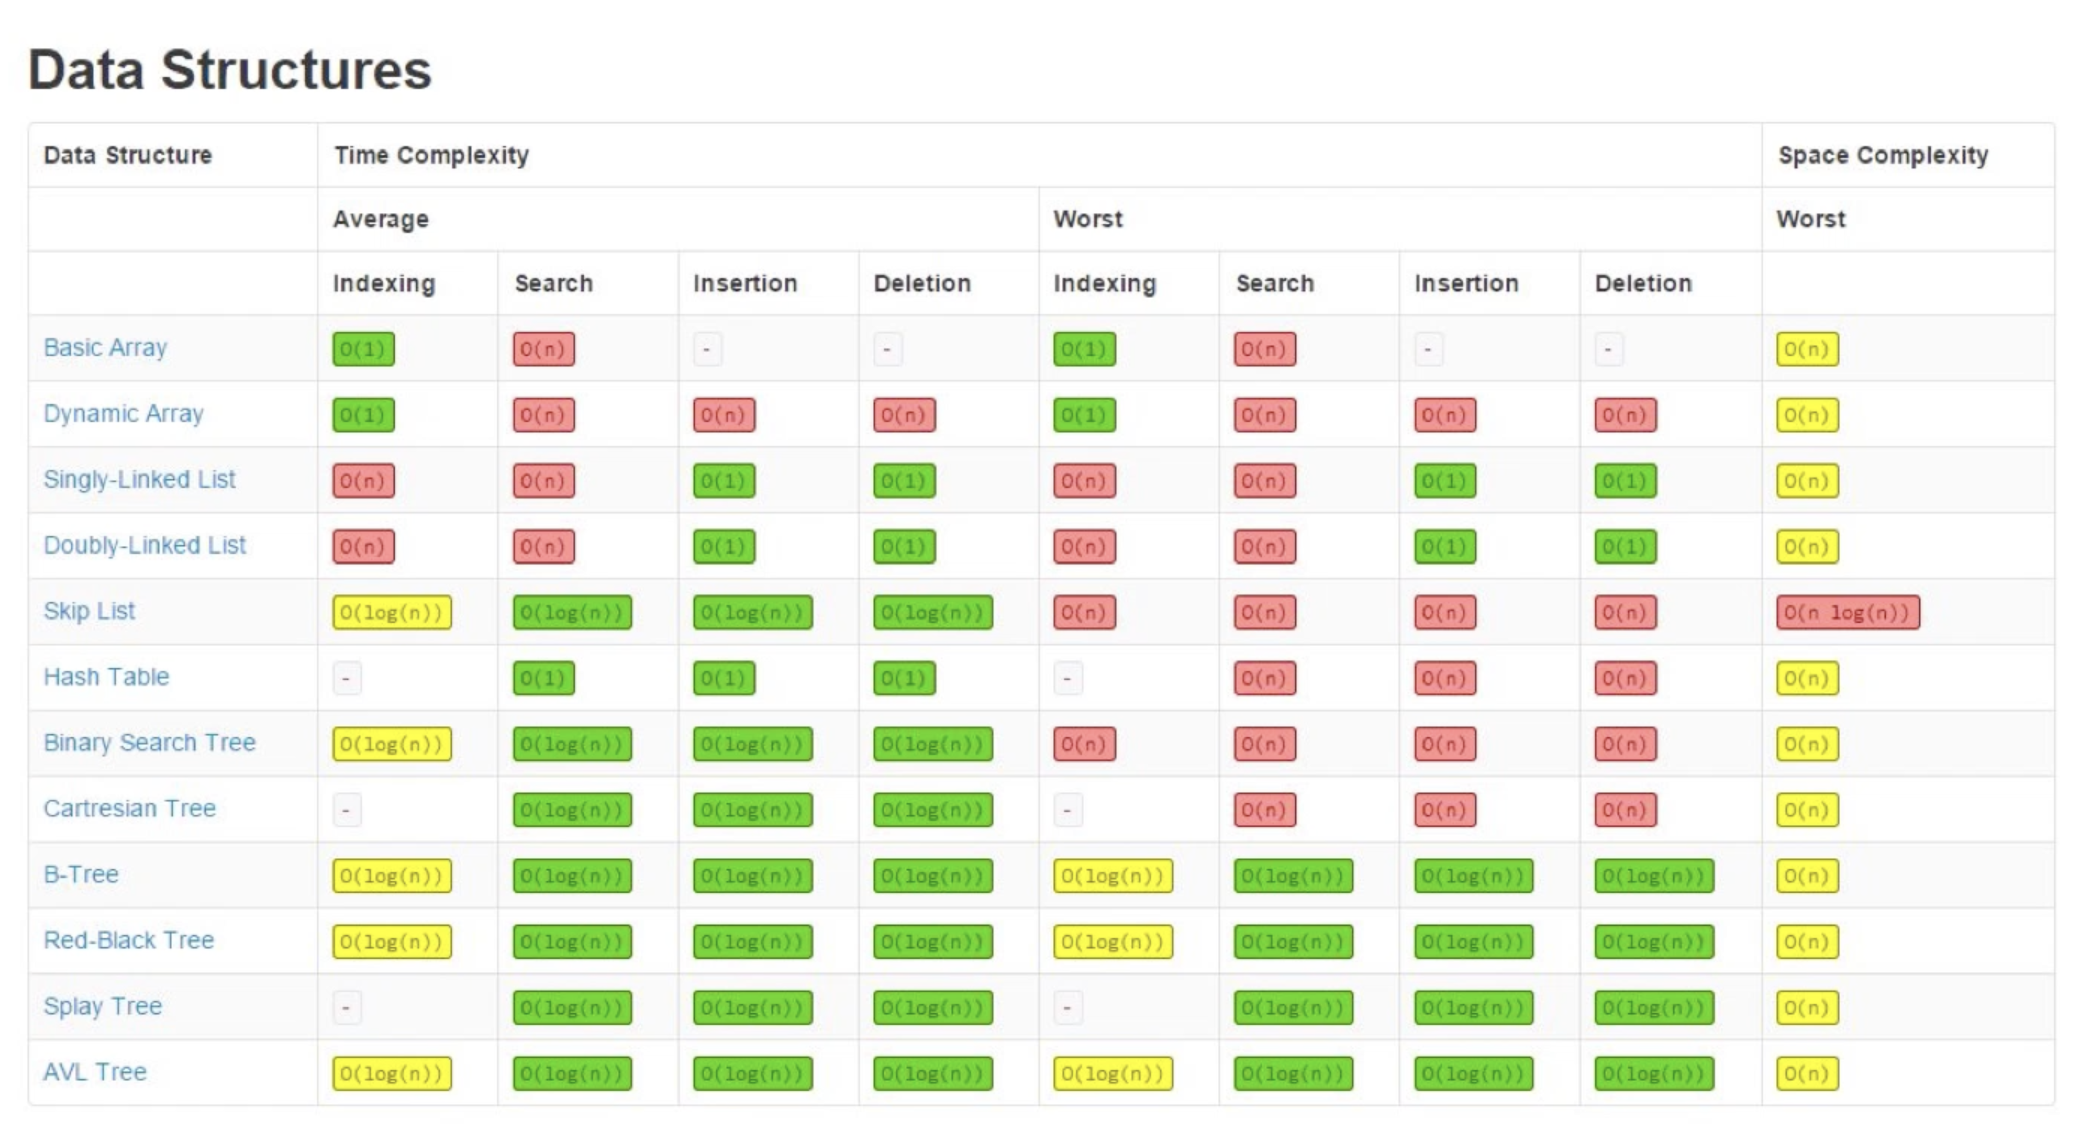 Data Structures
Data Structure Time Complexity Space Complexity
Average Worst Worst
Indexing Search Insertion Deletion Indexing Search Insertion Deletion
Basic Array O(1) O(n) - - O(1) O(n) - - O(n)
Dynamic Array O(1) O(n) O(n) O(n) O(1) O(n) O(n) O(n) O(n)
Singly-Linked List O(n) O(n) O(1) O(1) O(n) O(n) O(1) O(1) O(n)
Doubly-Linked List O(n) O(n) O(1) O(1) O(n) O(n) O(1) O(1) O(n)
Skip List O(log(n)) O(log(n)) O(log(n)) O(log(n)) O(n) O(n) O(n) O(n) O(n log(n))
Hash Table - O(1) O(1) O(1) - O(n) O(n) O(n) O(n)
Binary Search Tree O(log(n)) O(log(n)) O(log(n)) O(log(n)) O(n) O(n) O(n) O(n) O(n)
Cartresian Tree - O(log(n)) O(log(n)) O(log(n)) - O(n) O(n) O(n) O(n)
B-Tree O(log(n)) O(log(n)) O(log(n)) O(log(n)) O(log(n)) O(log(n)) O(log(n)) O(log(n)) O(n)
Red-Black Tree O(log(n)) O(log(n)) O(log(n)) O(log(n)) O(log(n)) O(log(n)) O(log(n)) O(log(n)) O(n)
Splay Tree - O(log(n)) O(log(n)) O(log(n)) - O(log(n)) O(log(n)) O(log(n)) O(n)
AVL Tree O(log(n)) O(log(n)) O(log(n)) O(log(n)) O(log(n)) O(log(n)) O(log(n)) O(log(n)) O(n)